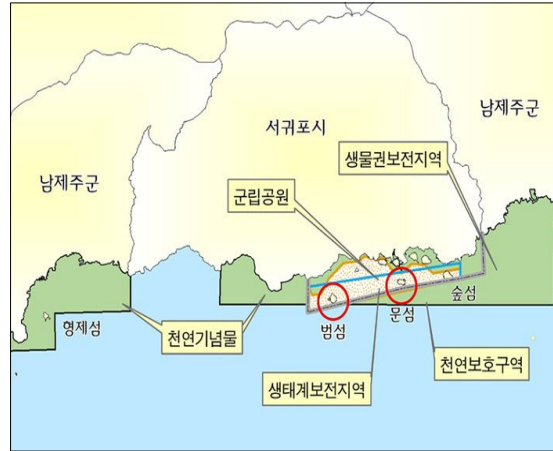 남제주군
서귀포시
생물권보전지역
남제주군
군립공원
숲섬
형제섬
천연기념물
범섬
문섬
천연보호구역
생태계보전지역